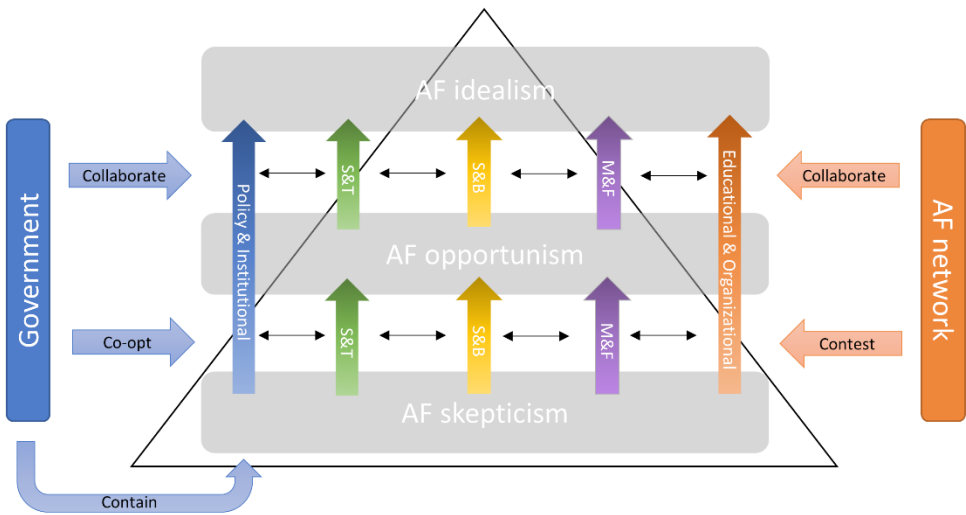 AF idealism
Government
Collaborate
Policy & Institutional
S&T
S&B
M&F
Educational & Organizational
Collaborate
AF network
AF opportunism
Co-opt
S&T
S&B
M&F
Contest
AF skepticism
Contain